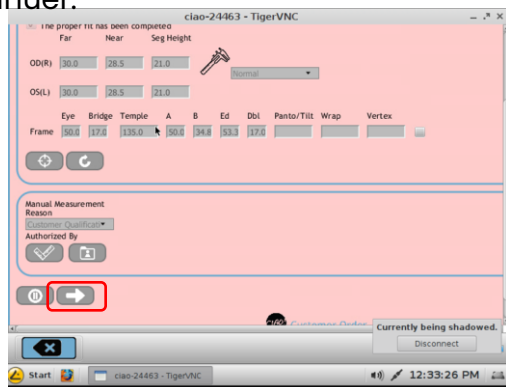 under.
ciao-24463 - TigerVNC
The proper fit has been completed
Far Near Seg Height
OD(R) 30.0 28.5 21.0
Normal
OS(L) 30.0 28.5 21.0
Eye Bridge Temple A B Ed Dbl Panto/Tilt Wrap Vertex
Frame 50.0 17.0 135.0 50.0 34.8 53.3 17.0
Manual Measurement
Reason
Customer Qualificati
Authorized By
Customer Order
Currently being shadowed.
Disconnect
Start ciao-24463 - TigerVNC 12:33:26 PM